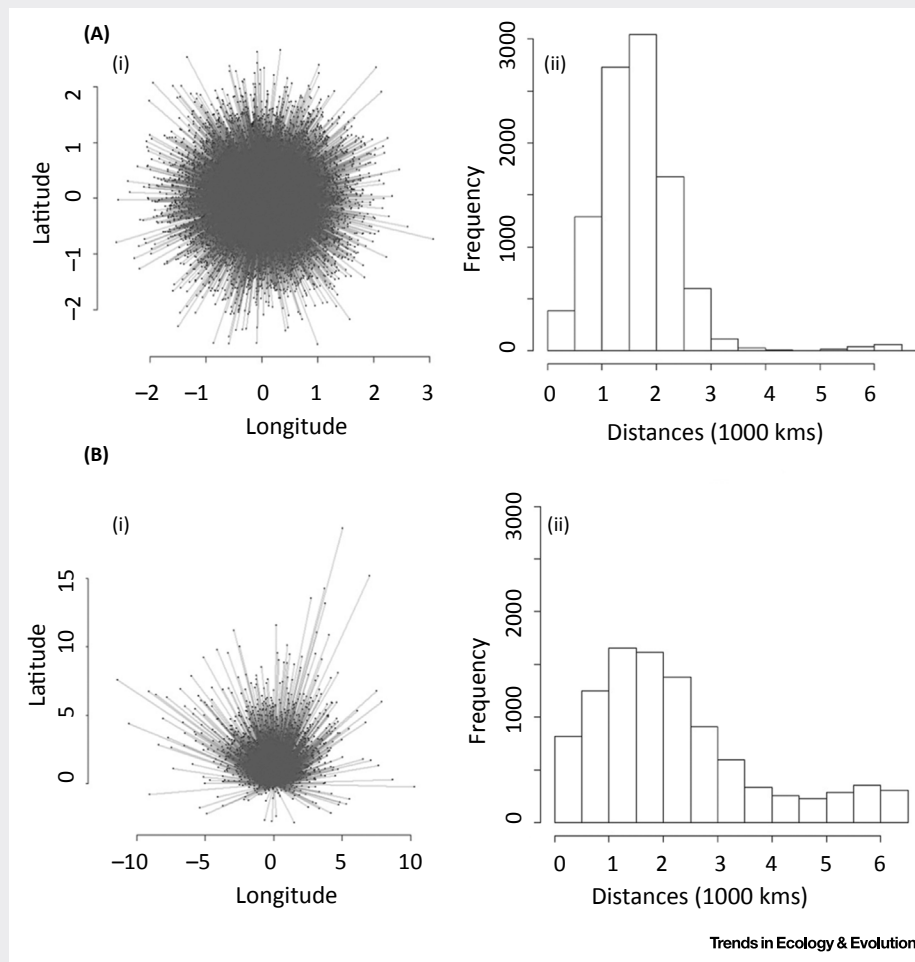 (A)
(i)
2
1
0
−1
−2
Latitude
−2 −1 0 1 2 3
Longitude
(ii)
3000
2000
1000
0
Frequency
0 1 2 3 4 5 6
Distances (1000 kms)
(B)
(i)
15
10
5
0
Latitude
−10 −5 0 5 10
Longitude
(ii)
3000
2000
1000
0
Frequency
0 1 2 3 4 5 6
Distances (1000 kms)
Trends in Ecology & Evolution